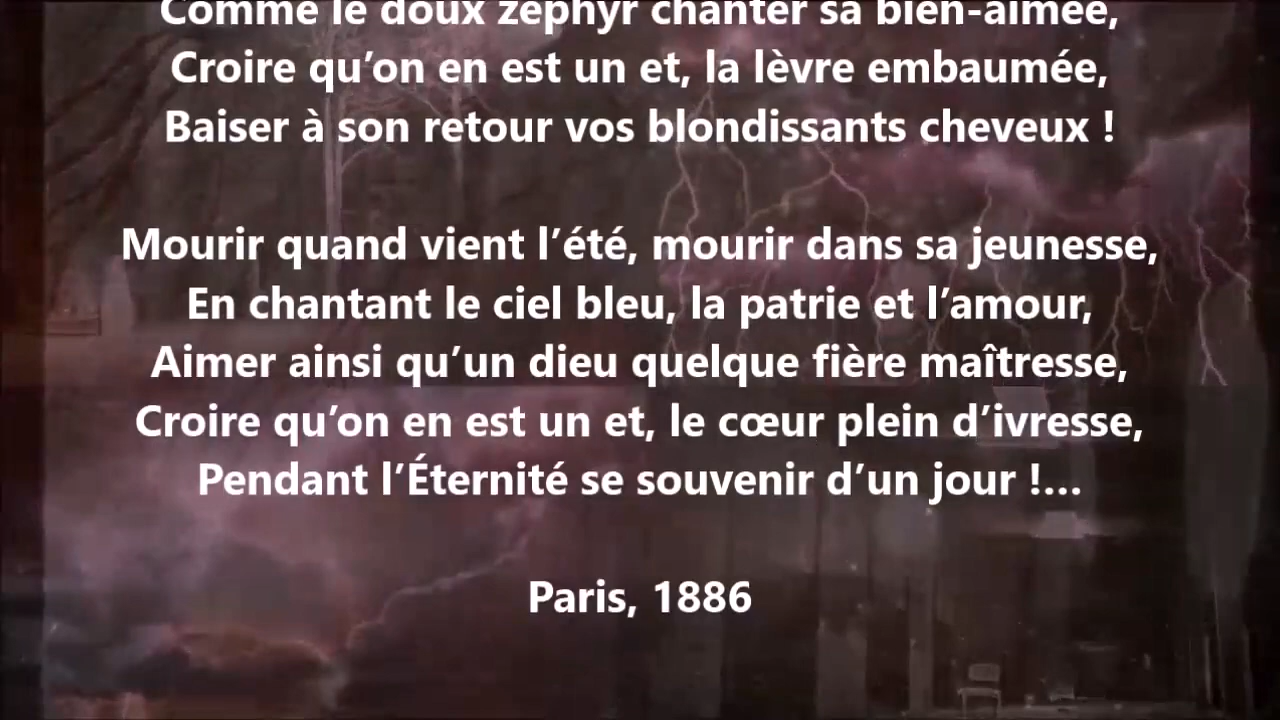 Comme le doux zéphyr chanter sa bien-aimée,
Croire qu’on en est un et, la lèvre embaumée,
Baiser à son retour vos blondissants cheveux !
Mourir quand vient l’été, mourir dans sa jeunesse,
En chantant le ciel bleu, la patrie et l’amour,
Aimer ainsi qu’un dieu quelque fière maîtresse,
Croire qu’on en est un et, le cœur plein d’ivresse,
Pendant l’Éternité se souvenir d’un jour !...
Paris, 1886